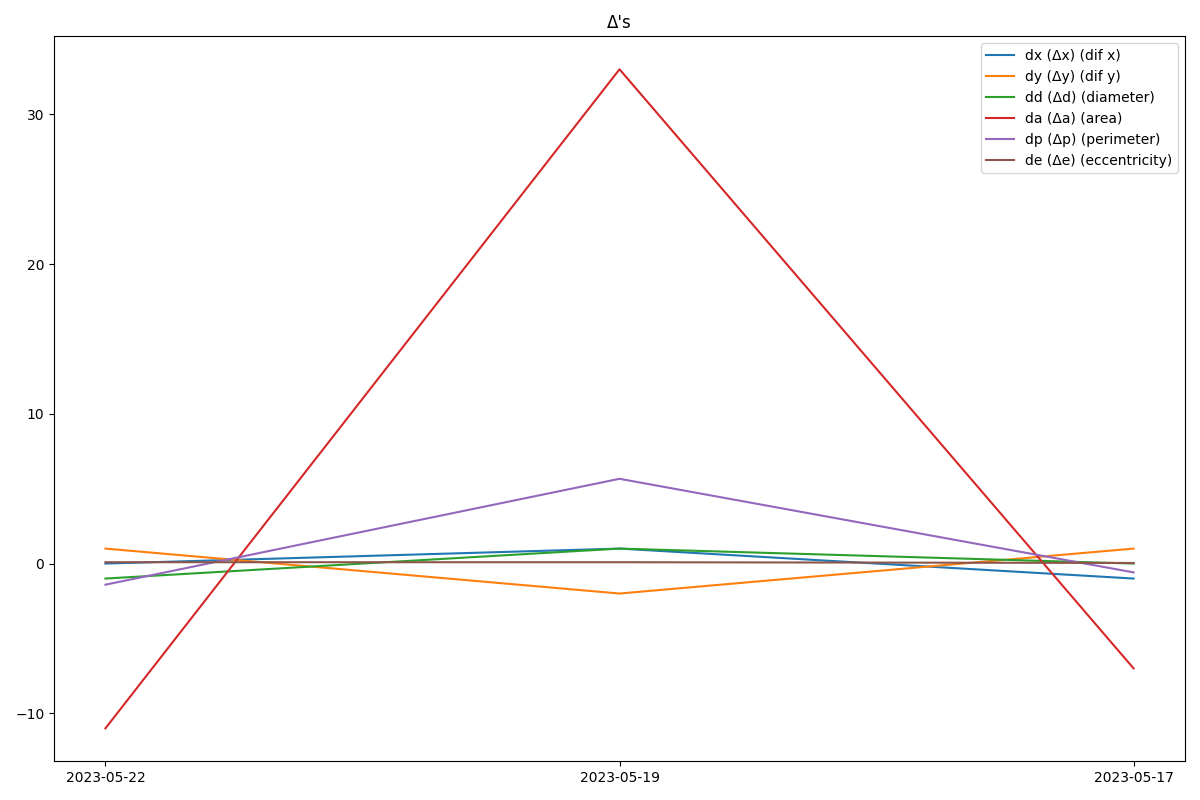 Δ's
dx (Δx) (dif x)
dy (Δy) (dif y)
dd (Δd) (diameter)
da (Δa) (area)
dp (Δp) (perimeter)
de (Δe) (eccentricity)
30
20
10
0
−10
2023-05-22 2023-05-19 2023-05-17